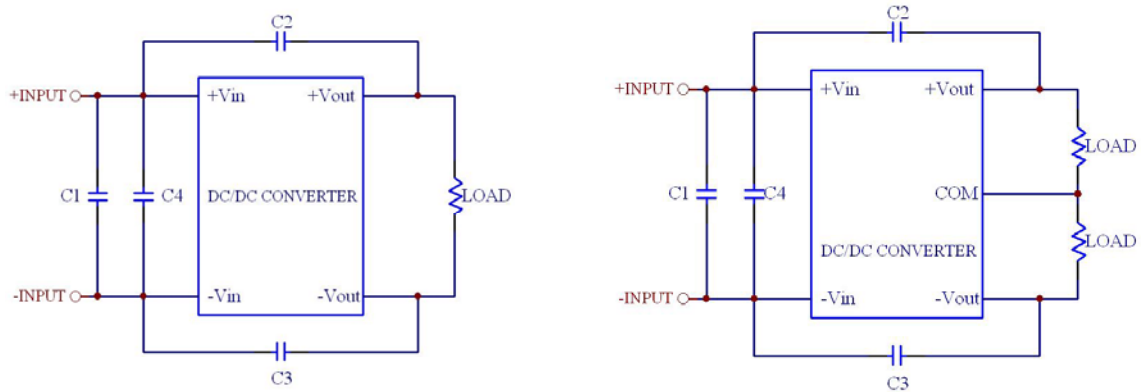 C2
+INPUT
+Vin
+Vout
C1
C4
DC/DC CONVERTER
LOAD
-INPUT
-Vin
-Vout
C3
C2
+INPUT
+Vin
+Vout
LOAD
C1
C4
COM
LOAD
DC/DC CONVERTER
-INPUT
-Vin
-Vout
C3